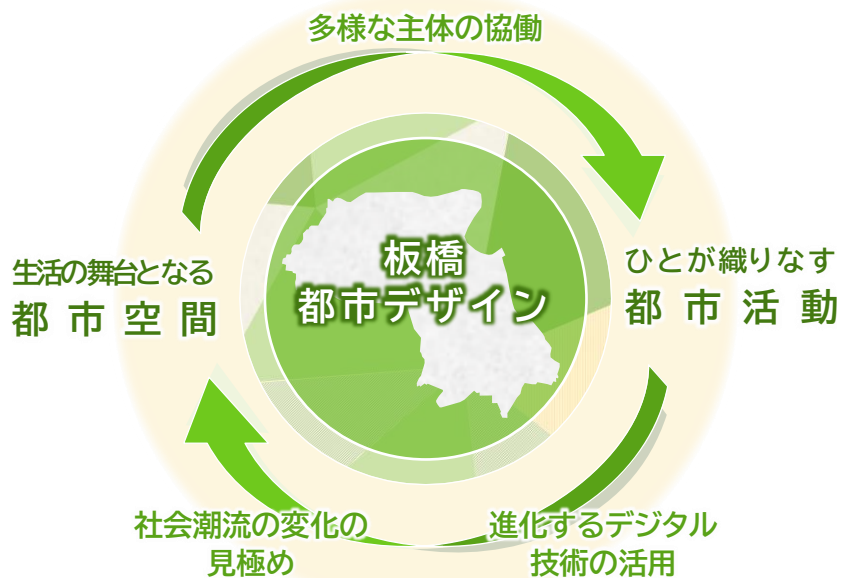 多様な主体の協働
生活の舞台となる
都市空間
板橋
都市デザイン
ひとが織りなす
都市活動
社会潮流の変化の
見極め
進化するデジタル
技術の活用